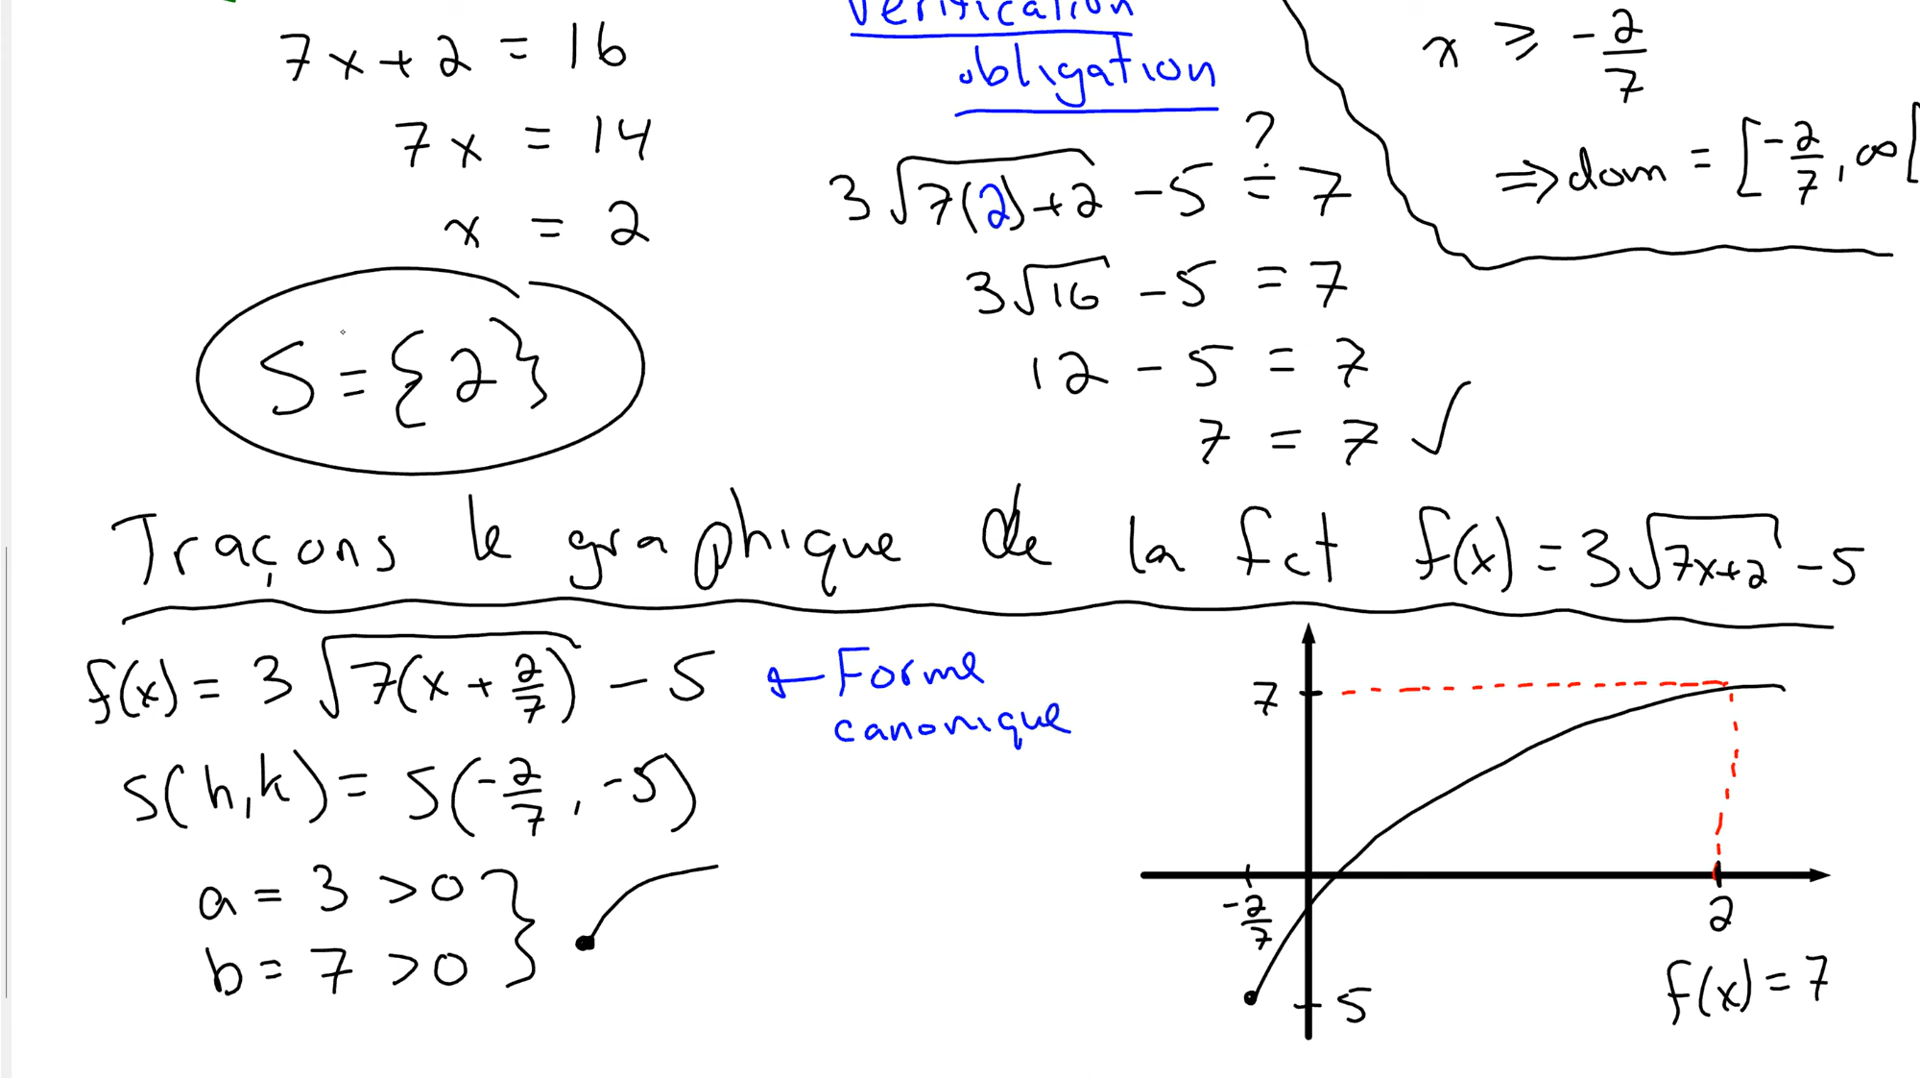 7x+2 = 16
7x = 14
x = 2
S = {2}
Vérification
obligation
3√(7(2)+2) -5 ≟ 7
3√16 -5 = 7
12 - 5 = 7
7 = 7 ✓
x ≥ -2/7
⇒ dom = [-2/7, ∞[
Traçons le graphique de la fct f(x) = 3√(7x+2) -5
f(x) = 3√(7(x + 2/7)) - 5 ← Forme
canonique
S(h,k) = S(-2/7, -5)
a = 3 >0
b = 7 >0
7
-2/7
2
5
f(x) = 7